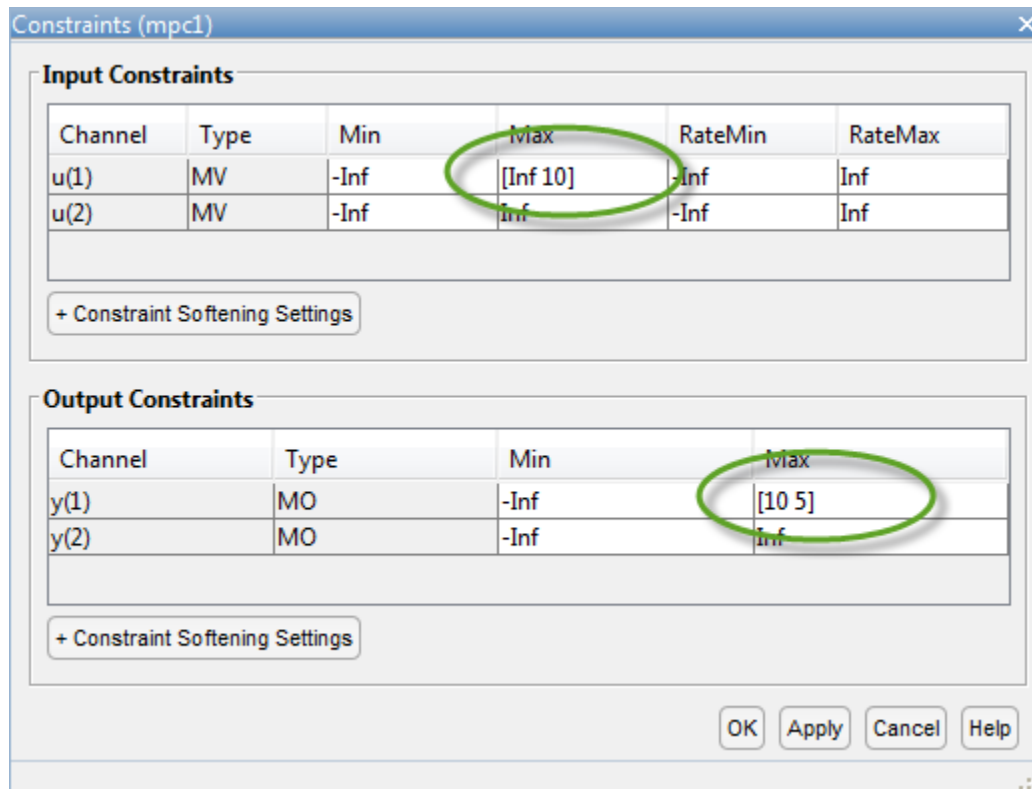 Constraints (mpc1)
Input Constraints
Channel Type Min Max RateMin RateMax
u(1) MV -Inf [Inf 10] -Inf Inf
u(2) MV -Inf Inf -Inf Inf
+ Constraint Softening Settings
Output Constraints
Channel Type Min Max
y(1) MO -Inf [10 5]
y(2) MO -Inf Inf
+ Constraint Softening Settings
OK Apply Cancel Help